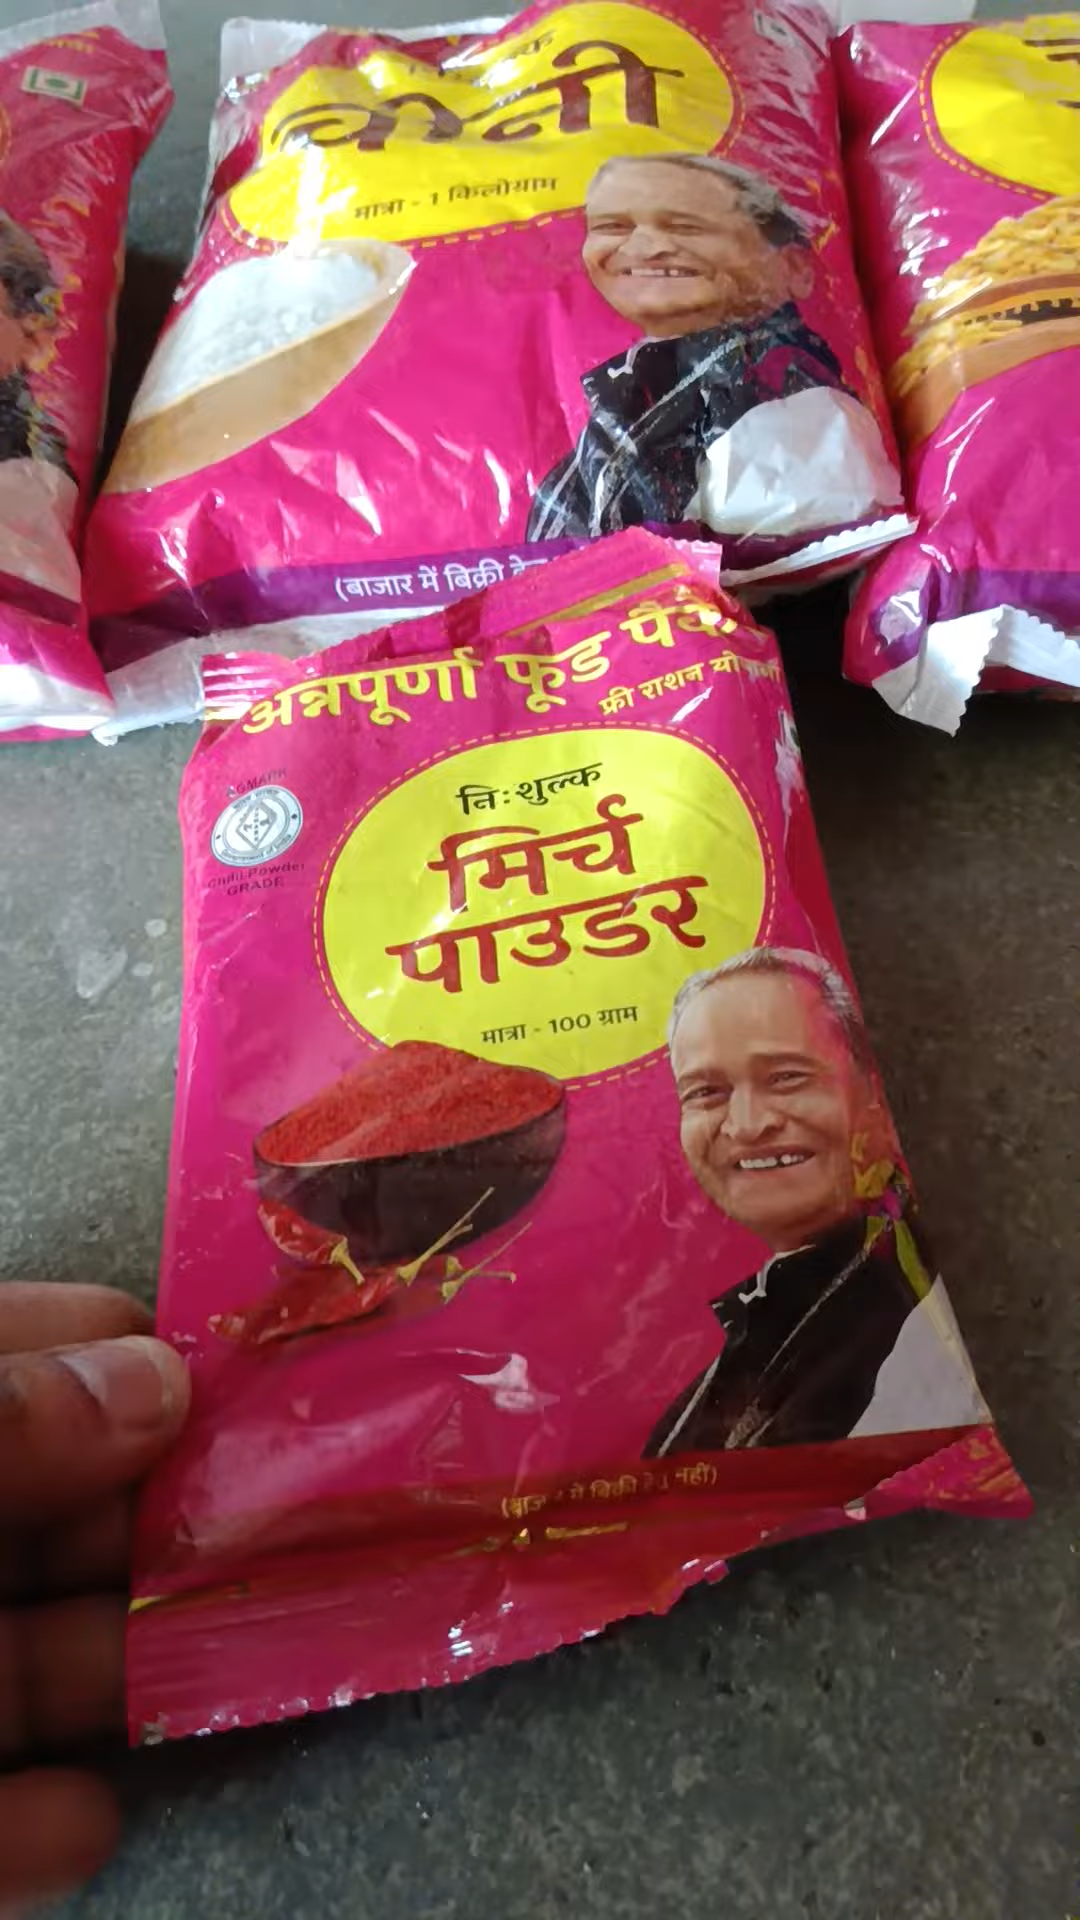 मात्रा - 1 किलोग्राम
(बाजार में बिक्री
अन्नपूर्णा फूड
फ्री राशन योजना
AGMARK
Chilli Powder
GRADE
निःशुल्क
मिर्च
पाउडर
मात्रा - 100 ग्राम
में बिक्री हेतु नहीं)